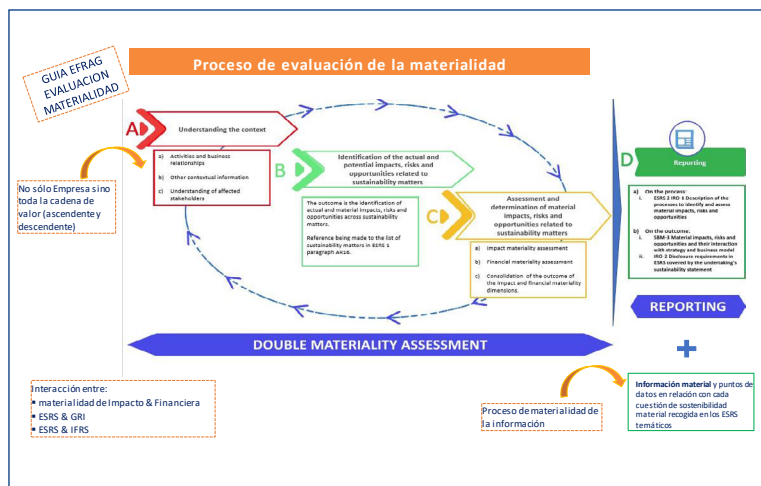 GUIA EFRAG
EVALUACION
MATERIALIDAD
Proceso de evaluación de la materialidad
A
Understanding the context
a) Activities and business
relationships
b) Other contextual information
c) Understanding of affected
stakeholders
No sólo Empresa sino
toda la cadena de
valor (ascendente y
descendente)
B
Identification of the actual and
potential impacts, risks and
opportunities related to
sustainability matters
The outcome is the identification of
actual and material impacts, risks and
opportunities across sustainability
matters.
Reference being made to the list of
sustainability matters in ESRS 1
paragraph AR16.
C
Assessment and
determination of material
impacts, risks and
opportunities related to
sustainability matters
a) Impact materiality assessment
b) Financial materiality assessment
c) Consolidation of the outcome of
the impact and financial materiality
dimensions.
D
Reporting
a) On the process:
i. ESRS 2 IRO 1 Description of the
processes to identify and assess
material impacts, risks and
opportunities
b) On the outcome:
i. SBM-3 Material impacts, risks and
opportunities and their interaction
with strategy and business model
ii. IRO-2 Disclosure requirements in
ESRS covered by the undertaking's
sustainability statement
DOUBLE MATERIALITY ASSESSMENT
REPORTING
+
Interacción entre:
▪ materialidad de Impacto & Financiera
▪ ESRS & GRI
▪ ESRS & IFRS
Proceso de materialidad de
la información
Información material y puntos de
datos en relación con cada
cuestión de sostenibilidad
material recogida en los ESRS
temáticos